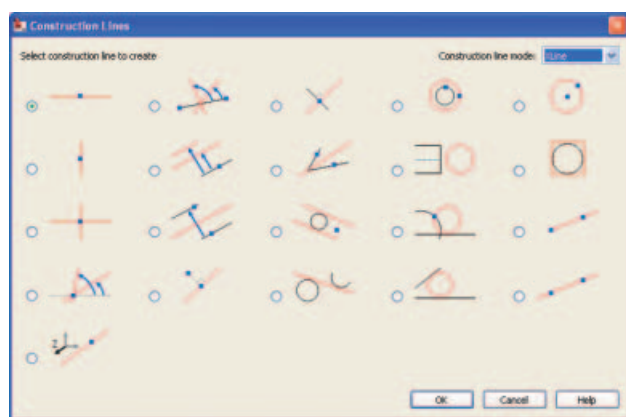 Construction Lines
Select construction line to create
Construction line mode: XLine
Z
OK Cancel Help